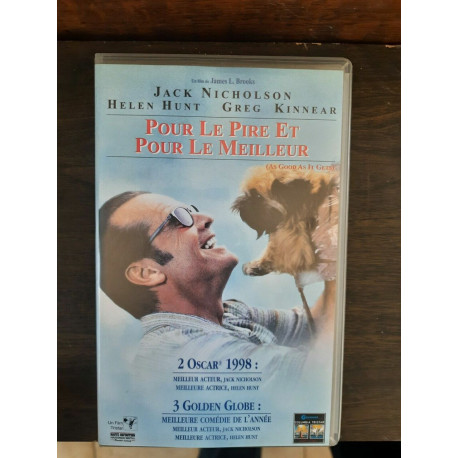 Un film de James L. Brooks
JACK NICHOLSON
HELEN HUNT GREG KINNEAR
POUR LE PIRE ET
POUR LE MEILLEUR
(AS GOOD AS IT GETS)
2 OSCAR® 1998 :
MEILLEUR ACTEUR, JACK NICHOLSON
MEILLEURE ACTRICE, HELEN HUNT
3 GOLDEN GLOBE :
MEILLEURE COMÉDIE DE L'ANNÉE
MEILLEUR ACTEUR, JACK NICHOLSON
MEILLEURE ACTRICE, HELEN HUNT
COLUMBIA TRISTAR